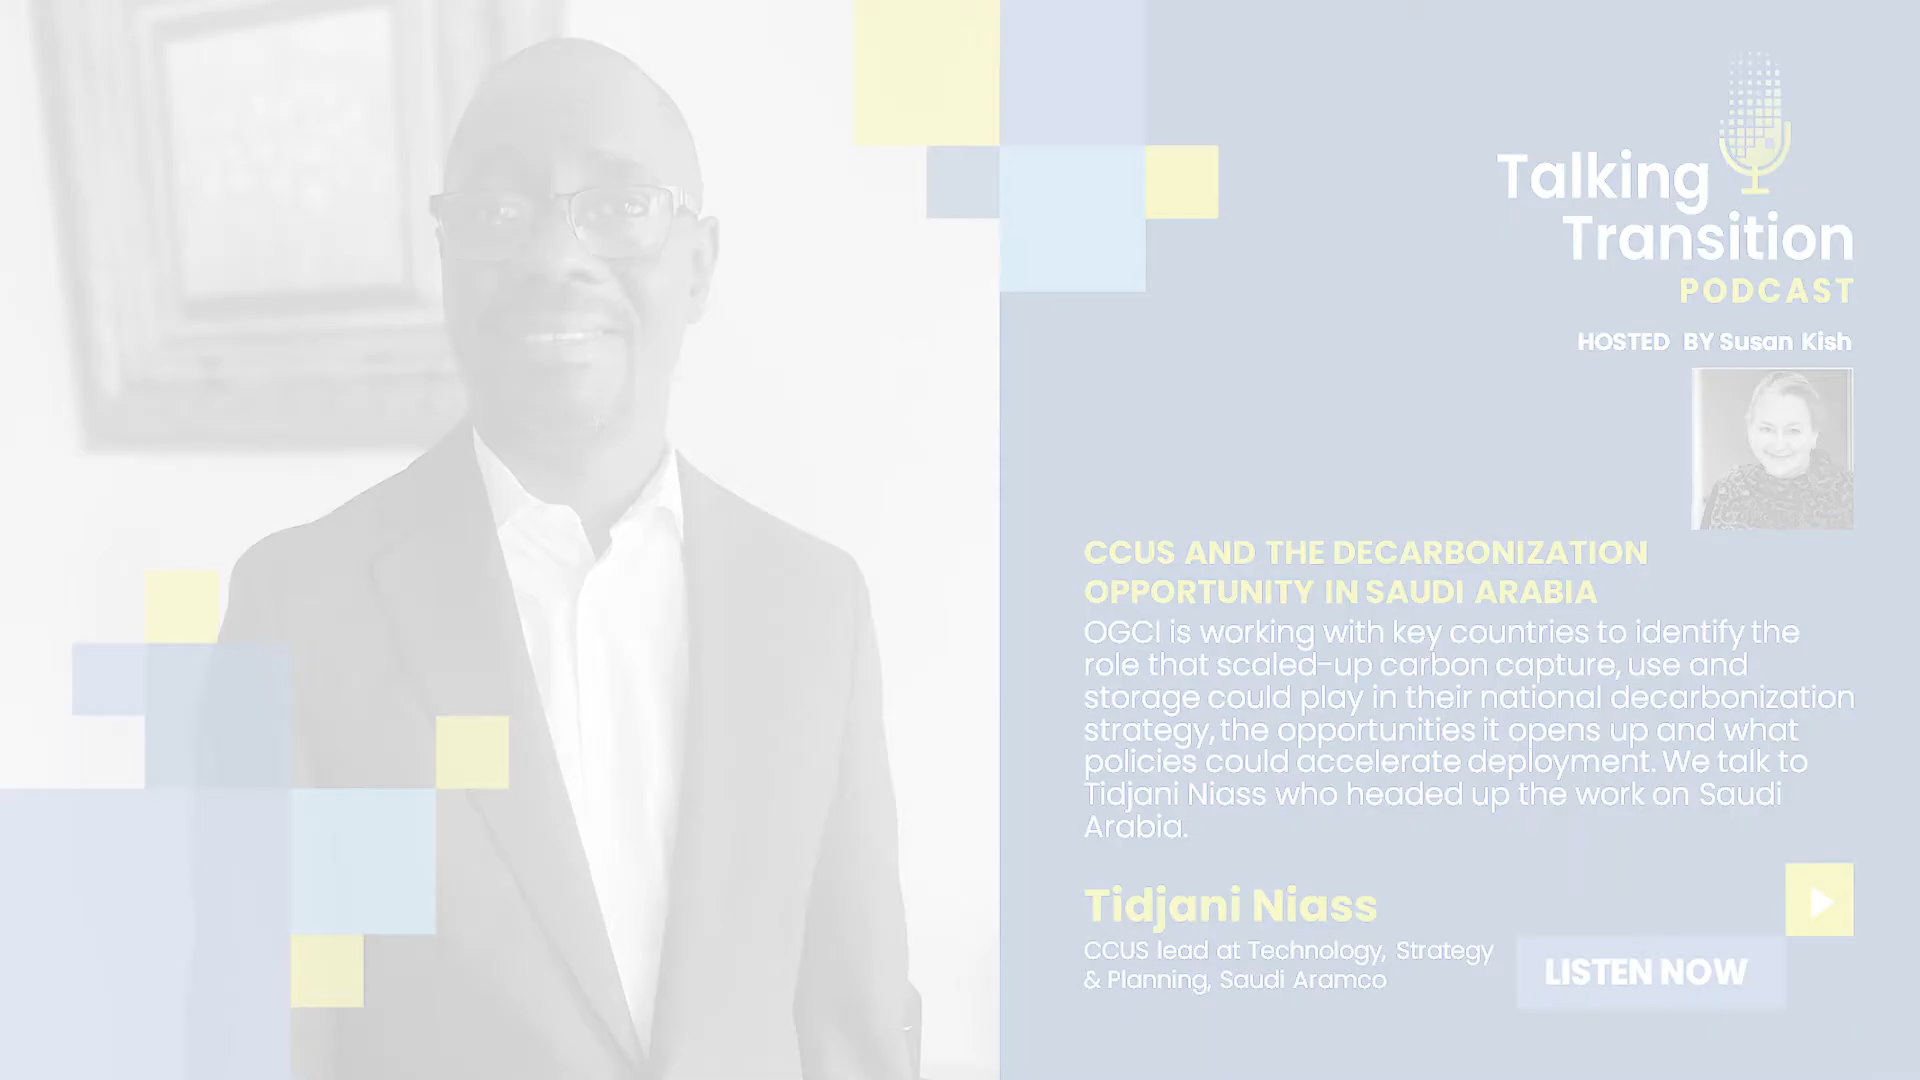 Talking
Transition
PODCAST
HOSTED BY Susan Kish
CCUS AND THE DECARBONIZATION
OPPORTUNITY IN SAUDI ARABIA
OGCI is working with key countries to identify the
role that scaled-up carbon capture, use and
storage could play in their national decarbonization
strategy, the opportunities it opens up and what
policies could accelerate deployment. We talk to
Tidjani Niass who headed up the work on Saudi
Arabia.
Tidjani Niass
CCUS lead at Technology, Strategy
& Planning, Saudi Aramco
LISTEN NOW